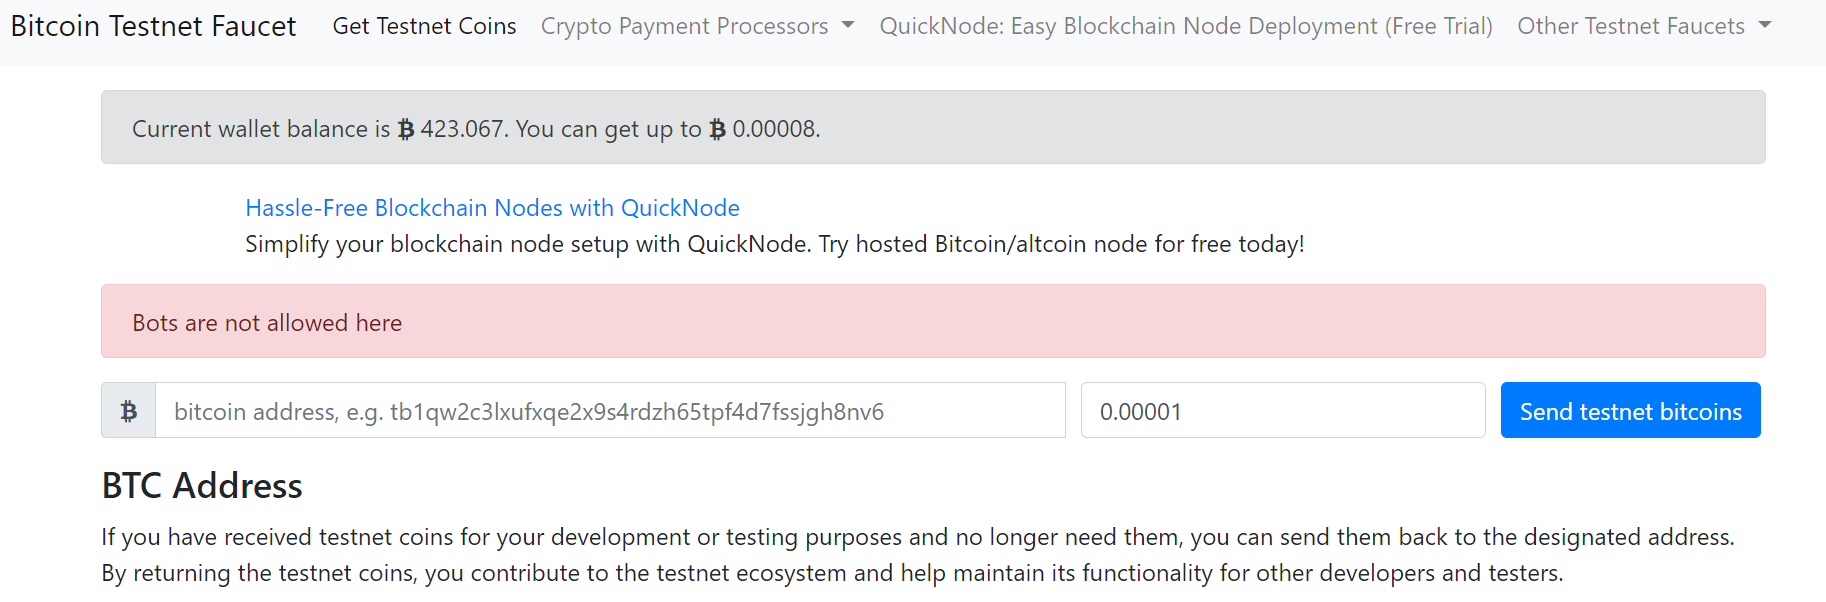 Bitcoin Testnet Faucet Get Testnet Coins Crypto Payment Processors QuickNode: Easy Blockchain Node Deployment (Free Trial) Other Testnet Faucets
Current wallet balance is ₿ 423.067. You can get up to ₿ 0.00008.
Hassle-Free Blockchain Nodes with QuickNode
Simplify your blockchain node setup with QuickNode. Try hosted Bitcoin/altcoin node for free today!
Bots are not allowed here
₿ bitcoin address, e.g. tb1qw2c3lxufxqe2x9s4rdzh65tpf4d7fssjgh8nv6 0.00001 Send testnet bitcoins
BTC Address
If you have received testnet coins for your development or testing purposes and no longer need them, you can send them back to the designated address.
By returning the testnet coins, you contribute to the testnet ecosystem and help maintain its functionality for other developers and testers.